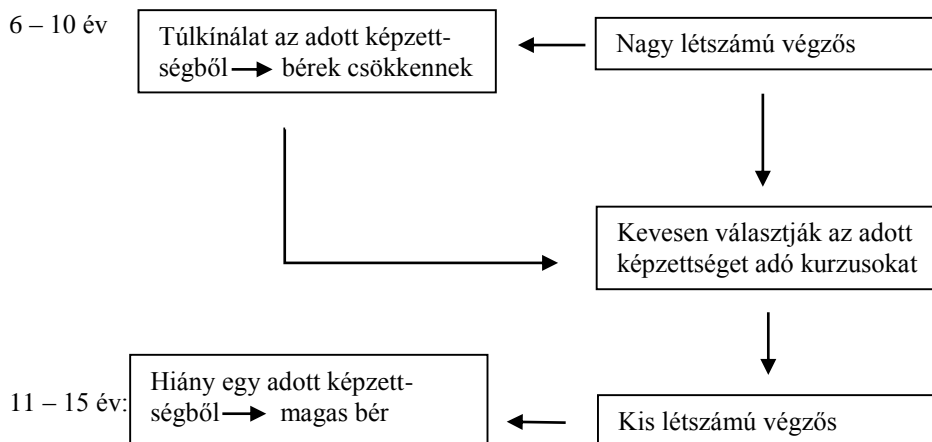 6 – 10 év
Túlkínálat az adott képzett-
ségből → bérek csökkennek
Nagy létszámú végzős
Kevesen választják az adott
képzettséget adó kurzusokat
11 – 15 év:
Hiány egy adott képzett-
ségből → magas bér
Kis létszámú végzős